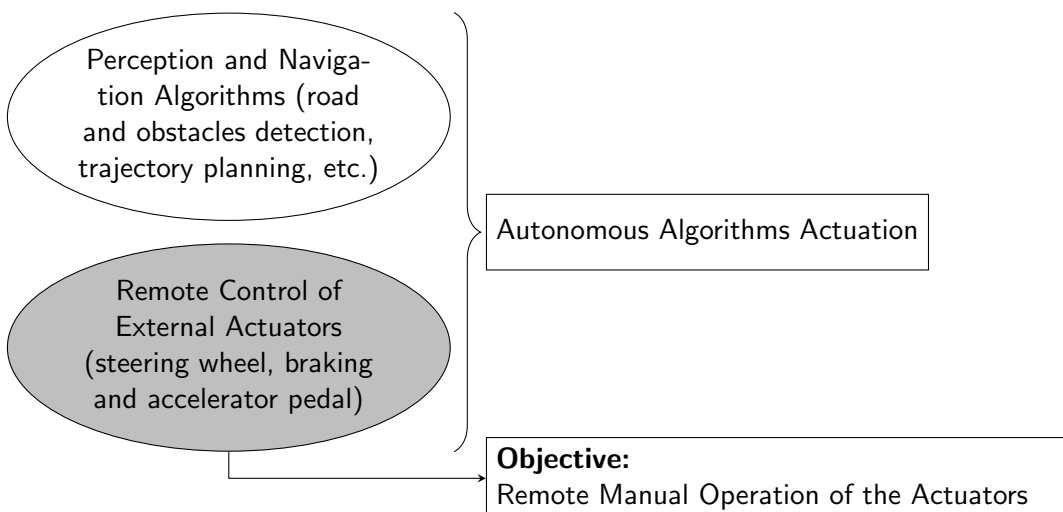 Perception and Naviga-
tion Algorithms (road
and obstacles detection,
trajectory planning, etc.)
Autonomous Algorithms Actuation
Remote Control of
External Actuators
(steering wheel, braking
and accelerator pedal)
Objective:
Remote Manual Operation of the Actuators